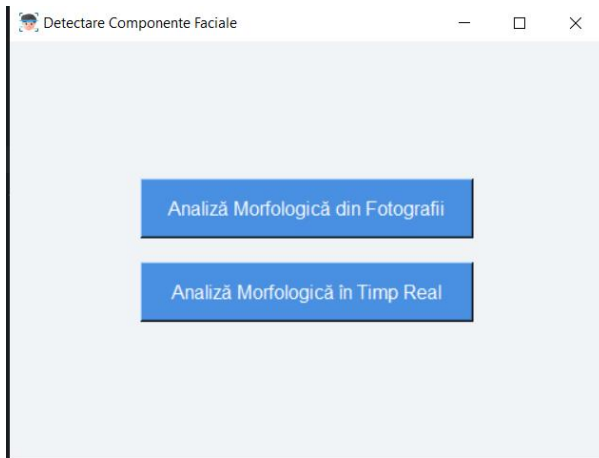 Detectare Componente Faciale
Analiză Morfologică din Fotografii
Analiză Morfologică în Timp Real